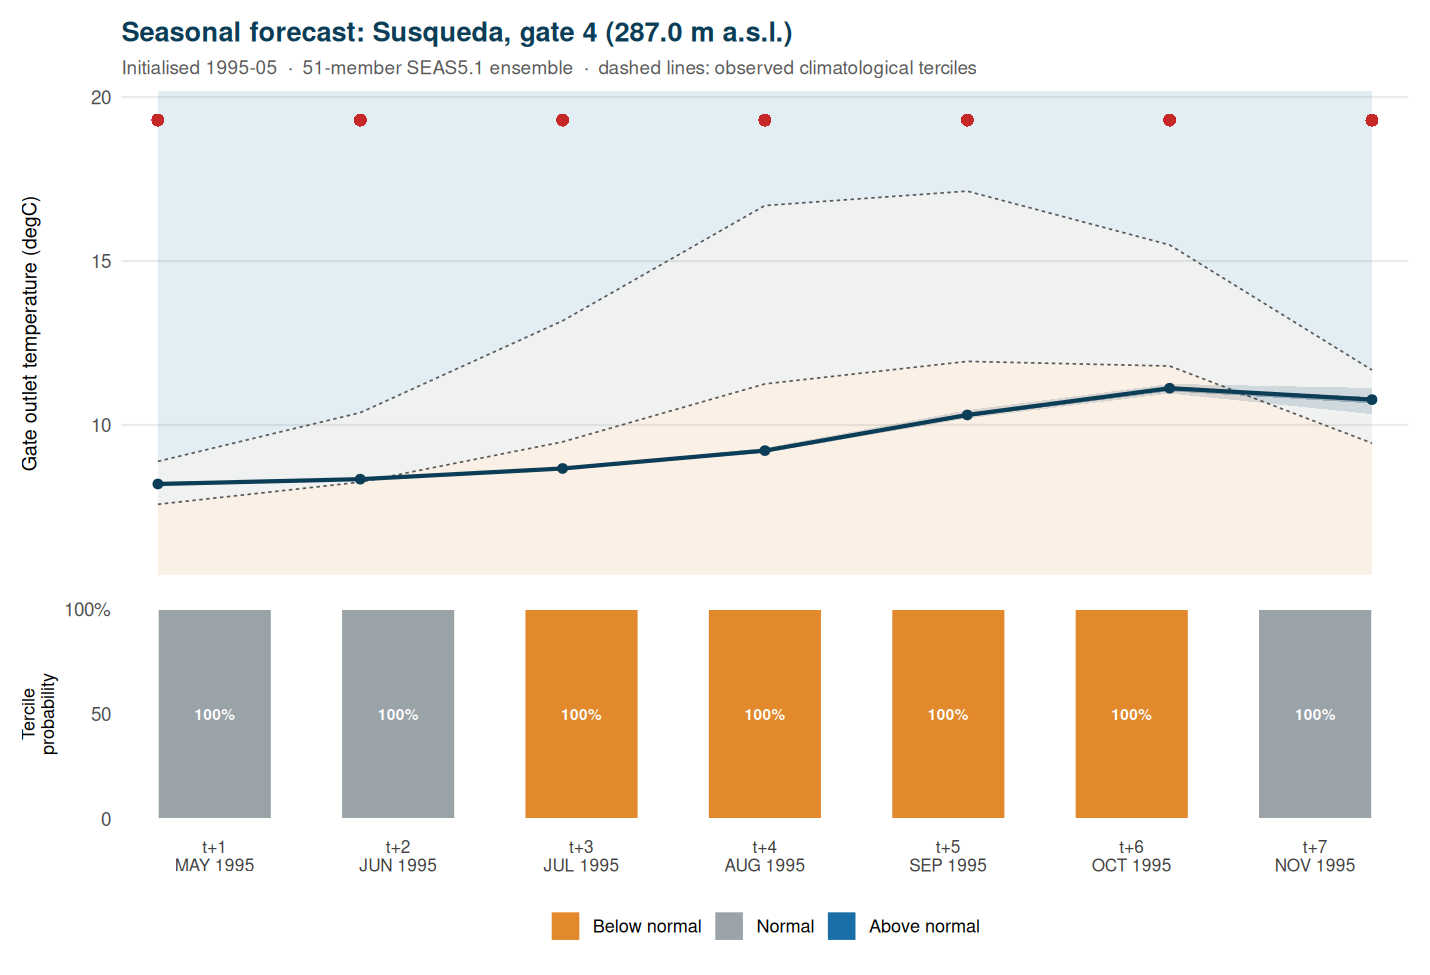 Seasonal forecast: Susqueda, gate 4 (287.0 m a.s.l.)
Initialised 1995-05 · 51-member SEAS5.1 ensemble · dashed lines: observed climatological terciles
Gate outlet temperature (degC)
20
15
10
Tercile
probability
100%
50
0
100% 100% 100% 100% 100% 100% 100%
t+1 t+2 t+3 t+4 t+5 t+6 t+7
MAY 1995 JUN 1995 JUL 1995 AUG 1995 SEP 1995 OCT 1995 NOV 1995
Below normal Normal Above normal